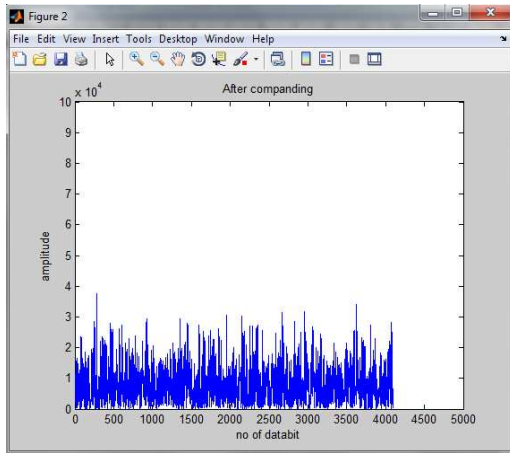 Figure 2
File Edit View Insert Tools Desktop Window Help
x 10⁴
After companding
10
9
8
7
6
5
4
3
2
1
0
amplitude
0 500 1000 1500 2000 2500 3000 3500 4000 4500 5000
no of databit